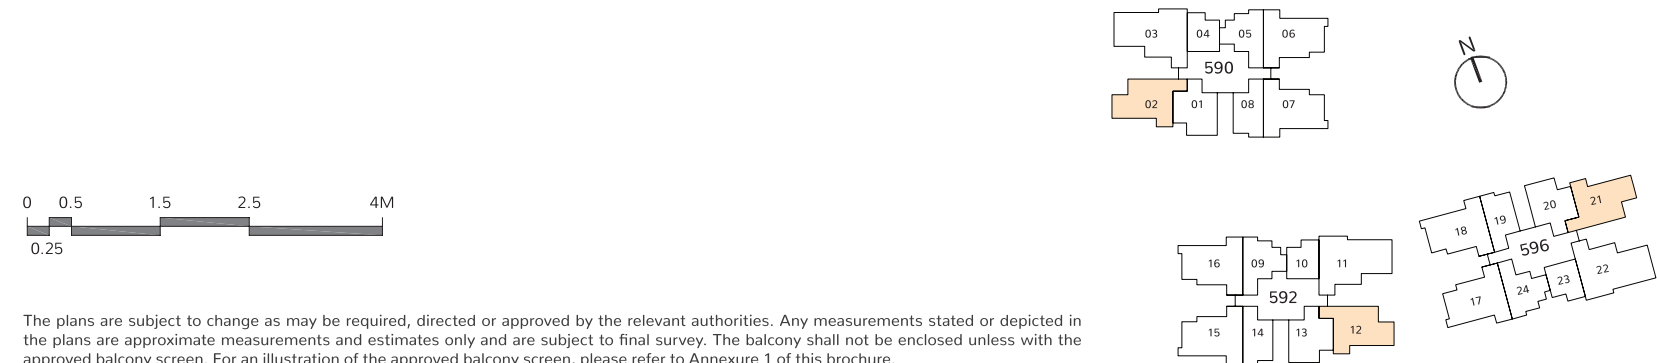 03 04 05 06
590
02 01 08 07
N
0 0.5 1.5 2.5 4M
0.25
18 19 20 21
596
17 24 23 22
16 09 10 11
592
15 14 13 12
The plans are subject to change as may be required, directed or approved by the relevant authorities. Any measurements stated or depicted in
the plans are approximate measurements and estimates only and are subject to final survey. The balcony shall not be enclosed unless with the
approved balcony screen. For an illustration of the approved balcony screen, please refer to Annexure 1 of this brochure.